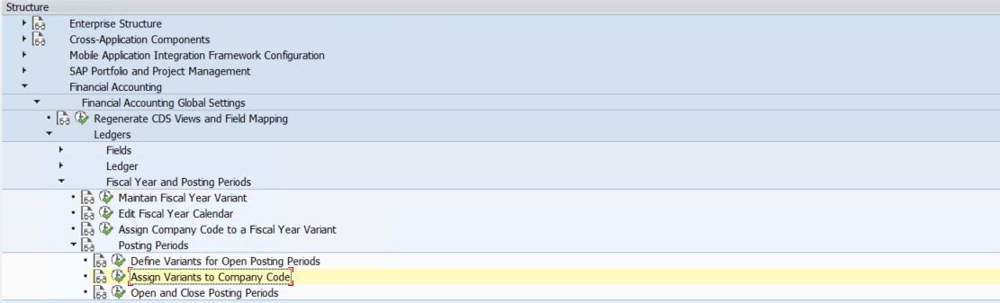 Structure
Enterprise Structure
Cross-Application Components
Mobile Application Integration Framework Configuration
SAP Portfolio and Project Management
Financial Accounting
Financial Accounting Global Settings
Regenerate CDS Views and Field Mapping
Ledgers
Fields
Ledger
Fiscal Year and Posting Periods
Maintain Fiscal Year Variant
Edit Fiscal Year Calendar
Assign Company Code to a Fiscal Year Variant
Posting Periods
Define Variants for Open Posting Periods
Assign Variants to Company Code
Open and Close Posting Periods